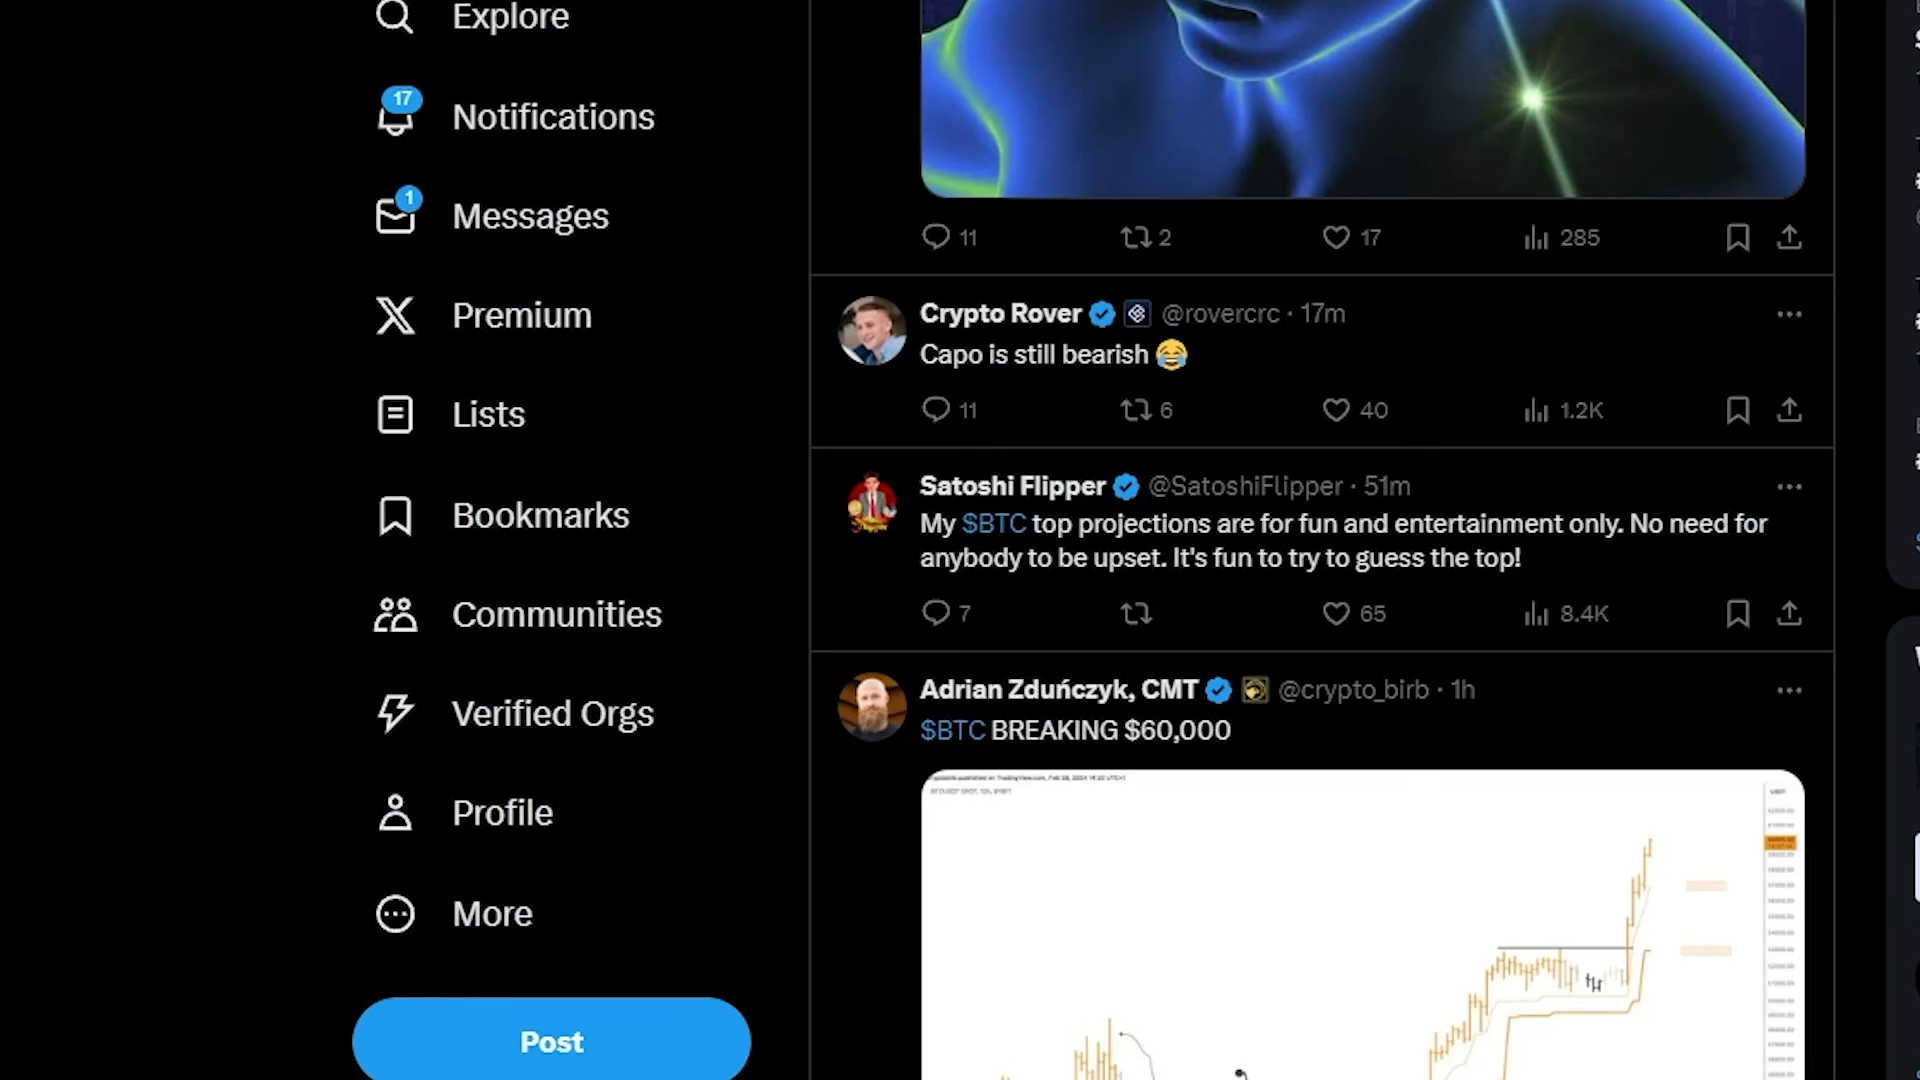 Explore
17
Notifications
1
Messages
Premium
Lists
Bookmarks
Communities
Verified Orgs
Profile
More
Post
11 2 17 285
Crypto Rover @rovercrc · 17m
Capo is still bearish 😂
11 6 40 1.2K
Satoshi Flipper @SatoshiFlipper · 51m
My $BTC top projections are for fun and entertainment only. No need for
anybody to be upset. It's fun to try to guess the top!
7 65 8.4K
Adrian Zduńczyk, CMT @crypto_birb · 1h
$BTC BREAKING $60,000